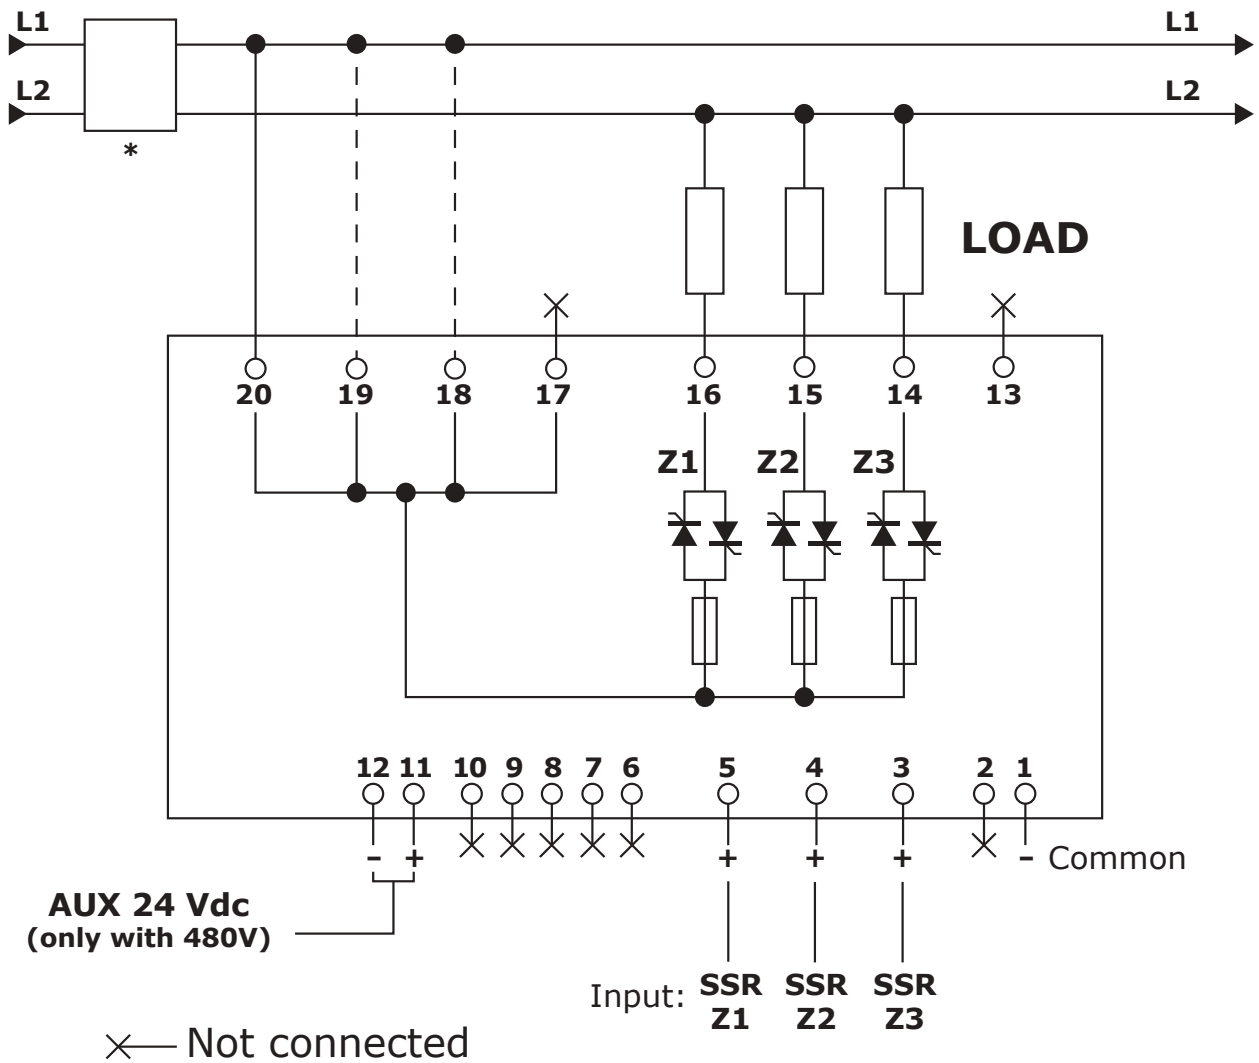 L1 L1
L2 L2
*
LOAD
20 19 18 17 16 15 14 13
Z1 Z2 Z3
12 11 10 9 8 7 6 5 4 3 2 1
- + + + + - Common
AUX 24 Vdc
(only with 480V)
Input: SSR SSR SSR
Z1 Z2 Z3
Not connected